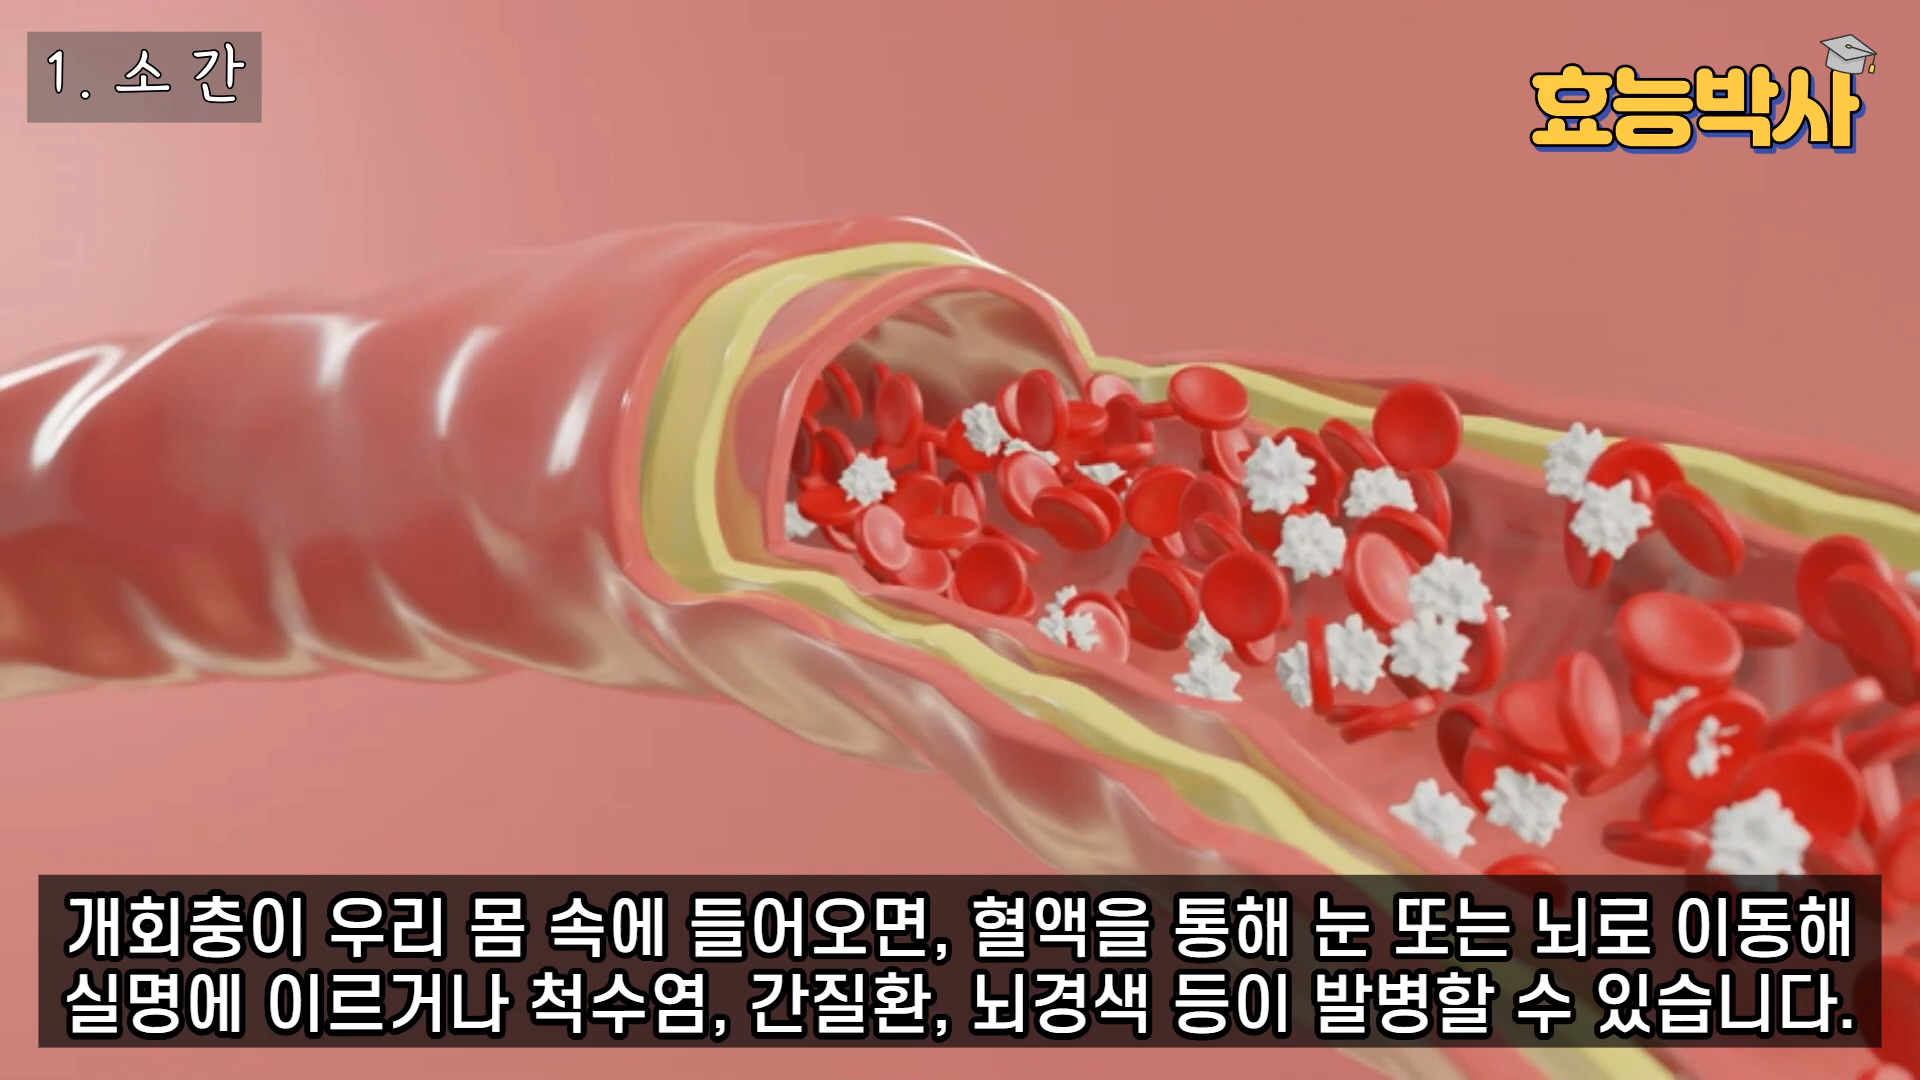 1. 소 간
효능박사
개회충이 우리 몸 속에 들어오면, 혈액을 통해 눈 또는 뇌로 이동해
실명에 이르거나 척수염, 간질환, 뇌경색 등이 발병할 수 있습니다.